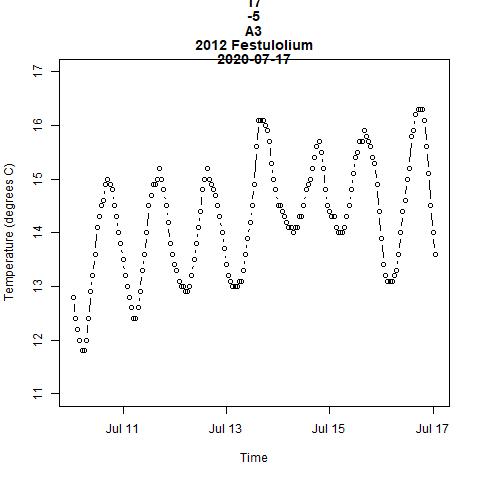 17
-5
A3
2012 Festulolium
2020-07-17
Temperature (degrees C)
17
16
15
14
13
12
11
Jul 11
Jul 13
Jul 15
Jul 17
Time